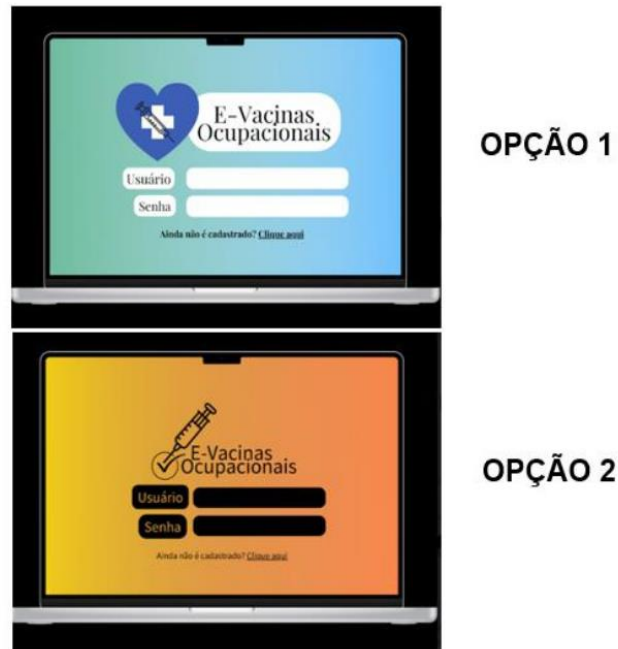 E-Vacinas
Ocupacionais
Usuário
Senha
Ainda não é cadastrado? Clique aqui
OPÇÃO 1
E-Vacinas
Ocupacionais
Usuário
Senha
Ainda não é cadastrado? Clique aqui
OPÇÃO 2